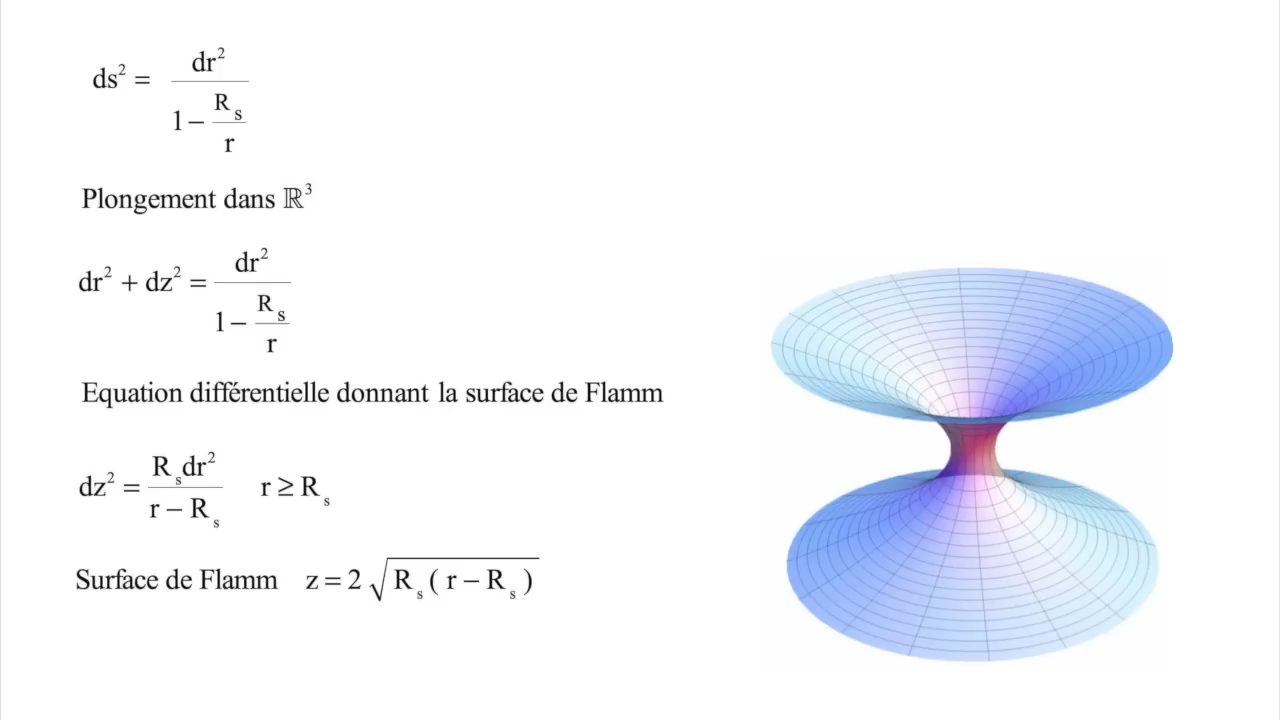 ds² = dr² / (1 − R_s / r)
Plongement dans ℝ³
dr² + dz² = dr² / (1 − R_s / r)
Equation différentielle donnant la surface de Flamm
dz² = R_s dr² / (r − R_s)    r ≥ R_s
Surface de Flamm    z = 2 √(R_s ( r − R_s ))